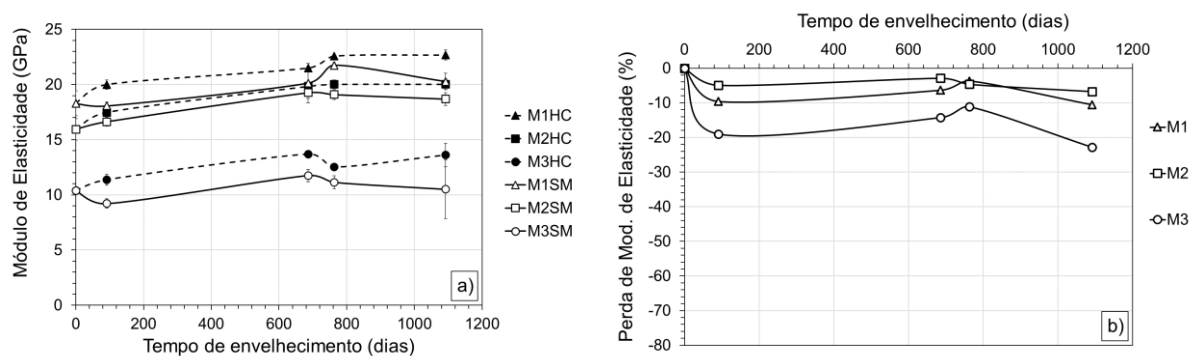 25
20
15
10
5
0
0 200 400 600 800 1000 1200
Módulo de Elasticidade (GPa)
Tempo de envelhecimento (dias)
a)
M1HC
M2HC
M3HC
M1SM
M2SM
M3SM
Tempo de envelhecimento (dias)
0 200 400 600 800 1000 1200
0
-10
-20
-30
-40
-50
-60
-70
-80
Perda de Mod. de Elasticidade (%)
b)
M1
M2
M3